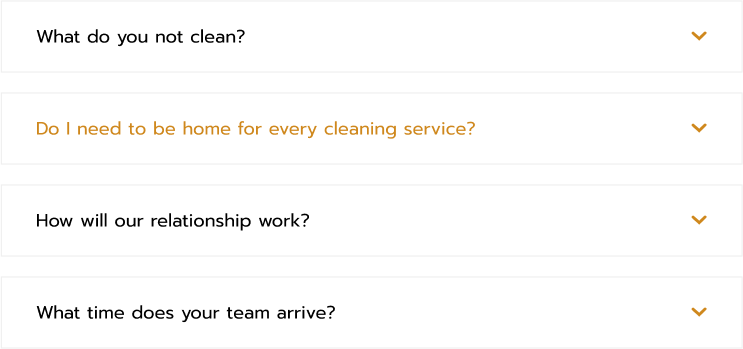 What do you not clean?
Do I need to be home for every cleaning service?
How will our relationship work?
What time does your team arrive?